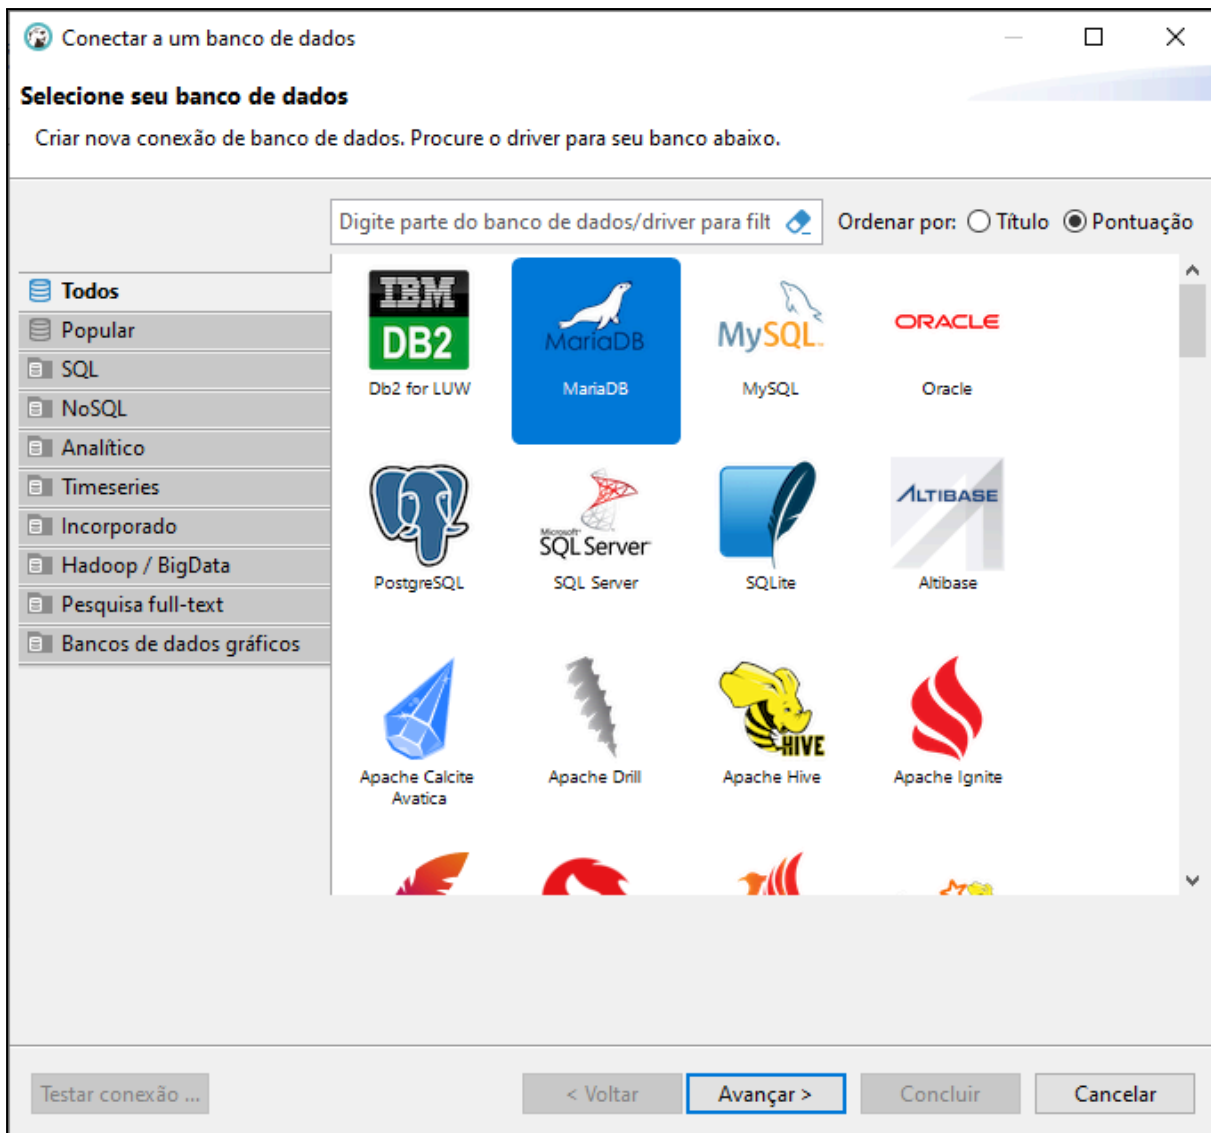 Conectar a um banco de dados
Selecione seu banco de dados
Criar nova conexão de banco de dados. Procure o driver para seu banco abaixo.
Digite parte do banco de dados/driver para filt
Ordenar por: Título Pontuação
Todos
Popular
SQL
NoSQL
Analítico
Timeseries
Incorporado
Hadoop / BigData
Pesquisa full-text
Bancos de dados gráficos
IBM
DB2
Db2 for LUW
MariaDB
MariaDB
MySQL
MySQL
ORACLE
Oracle
PostgreSQL
Microsoft
SQL Server
SQL Server
SQLite
ALTIBASE
Altibase
Apache Calcite
Avatica
Apache Drill
HIVE
Apache Hive
Apache Ignite
Testar conexão ...
< Voltar
Avançar >
Concluir
Cancelar